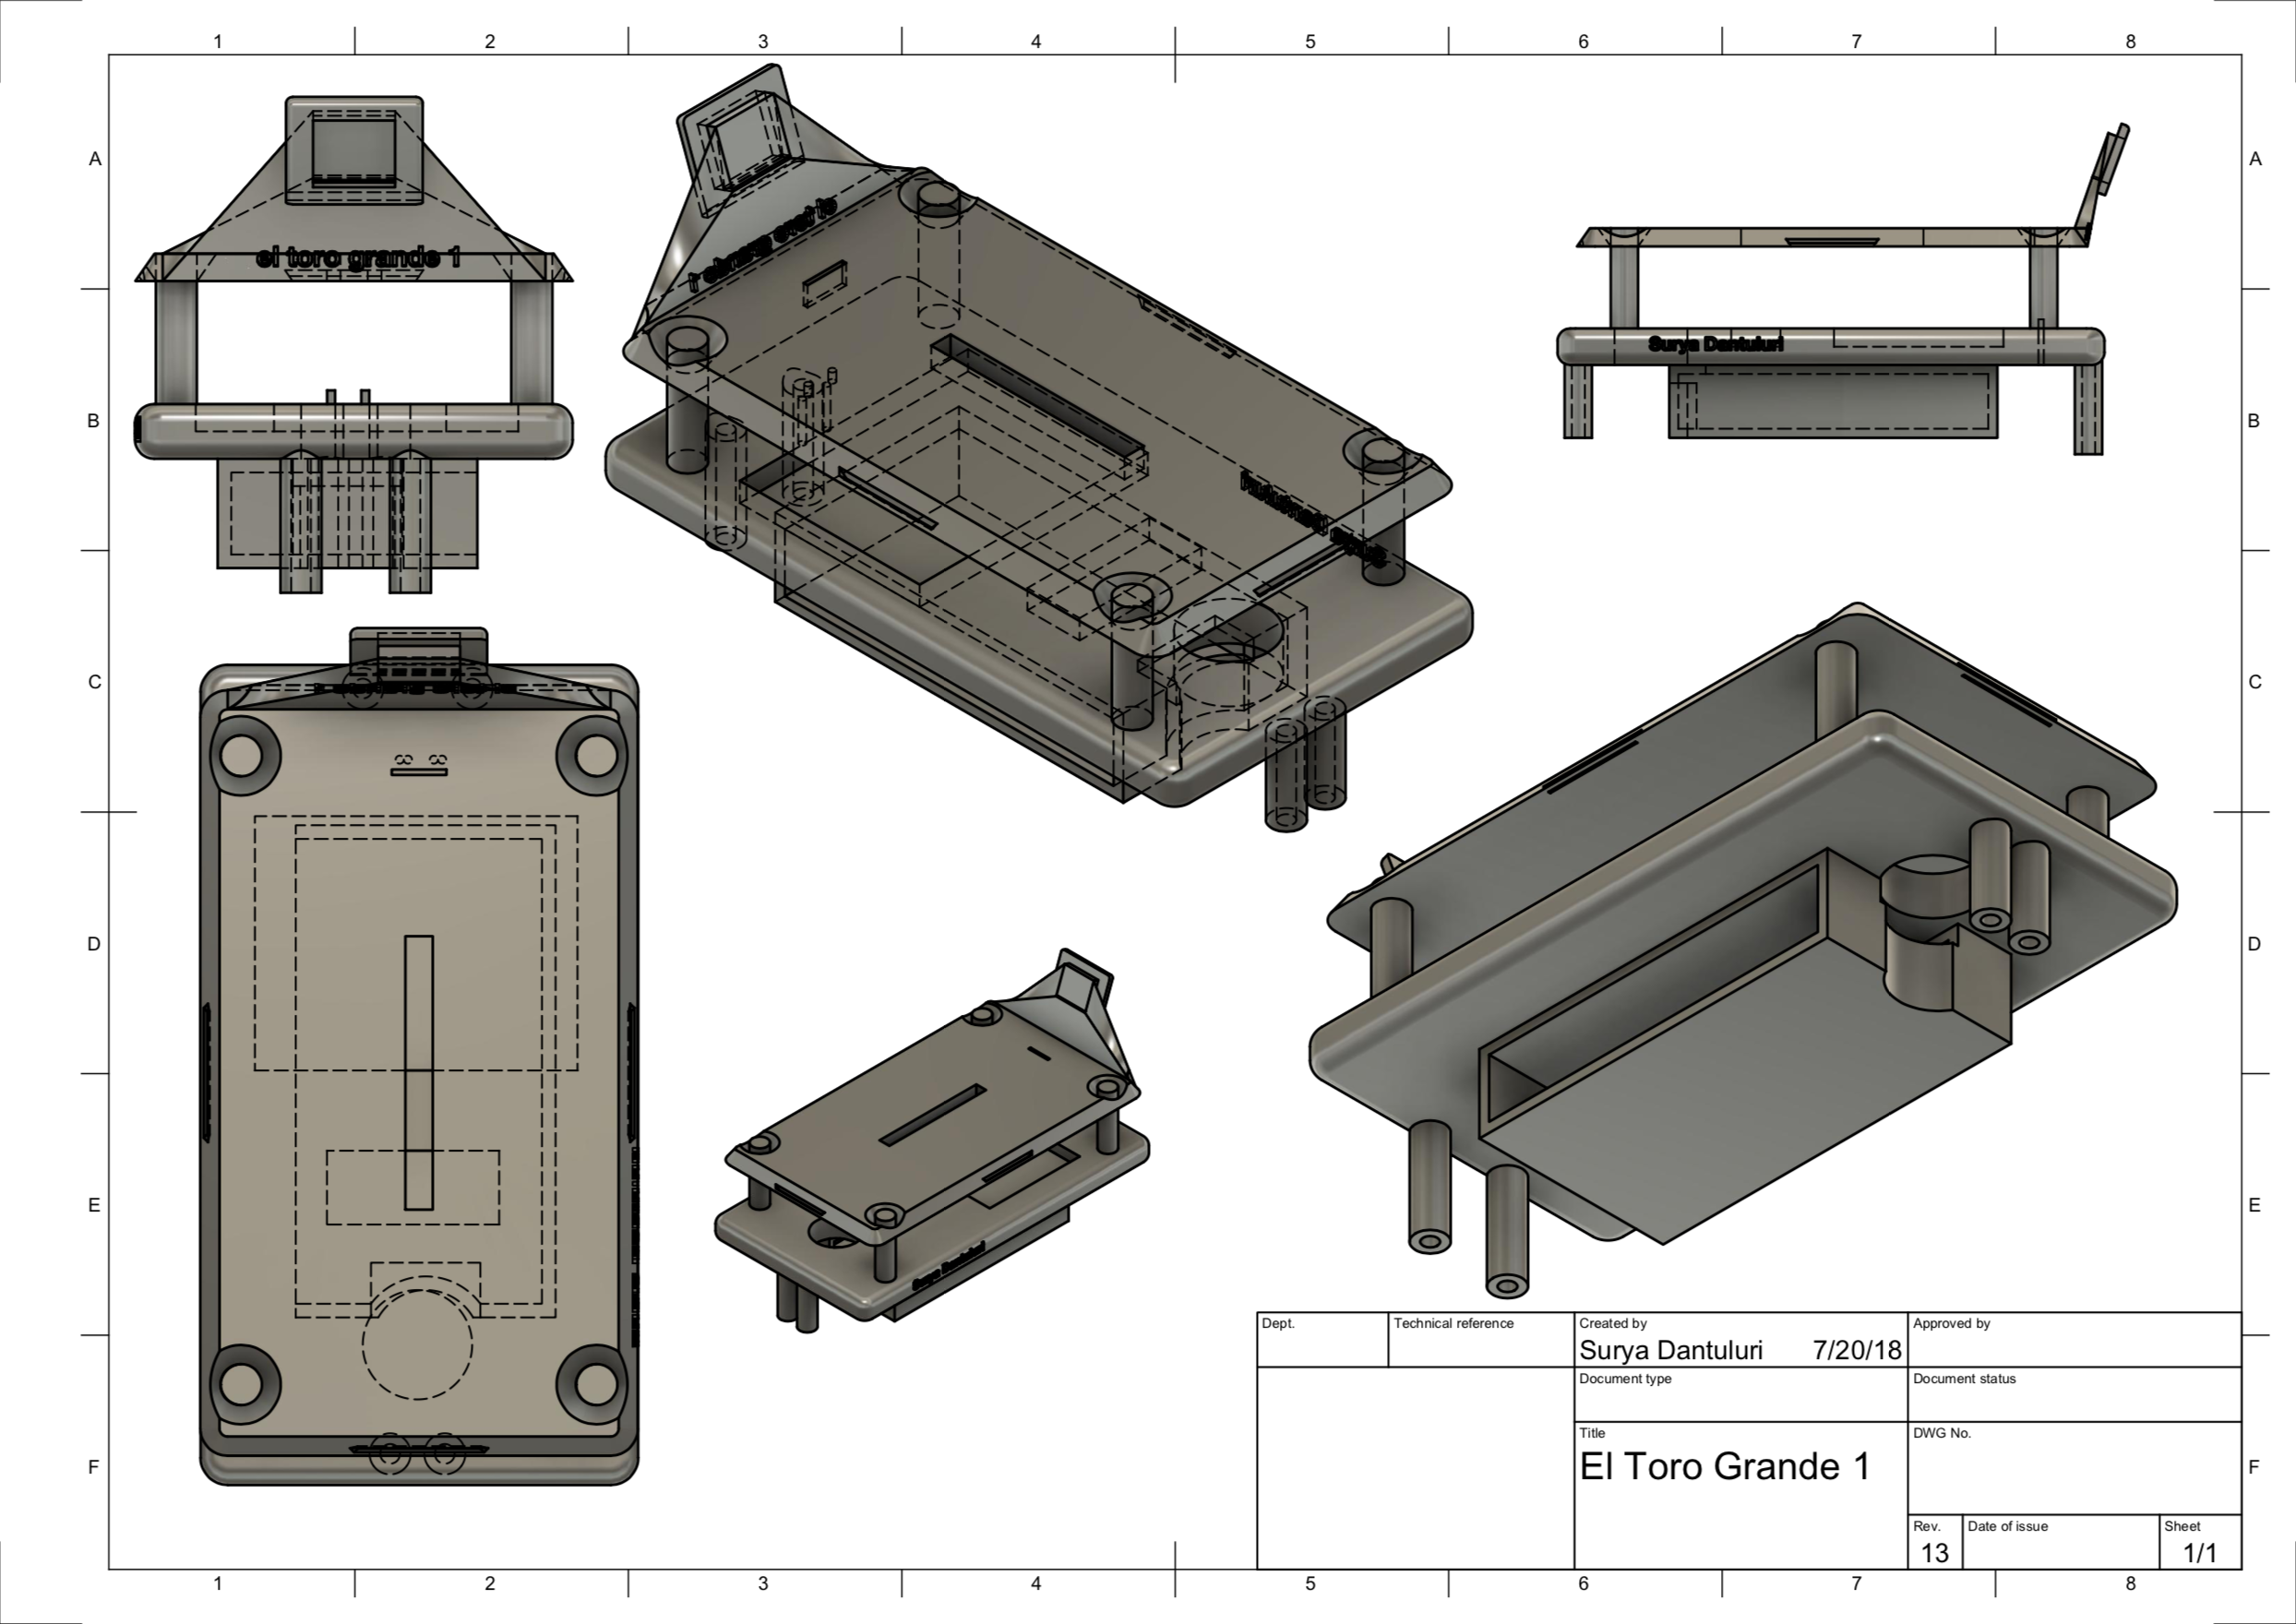 1 2 3 4 5 6 7 8
A A
B B
C C
D D
E E
F F
el toro grande 1
el toro grande 1
Surya Dantuluri
Surya Dantuluri
Surya Dantuluri
Dept.
Technical reference
Created by
Surya Dantuluri 7/20/18
Approved by
Document type
Document status
Title
El Toro Grande 1
DWG No.
Rev.
13
Date of issue
Sheet
1/1
1 2 3 4 5 6 7 8